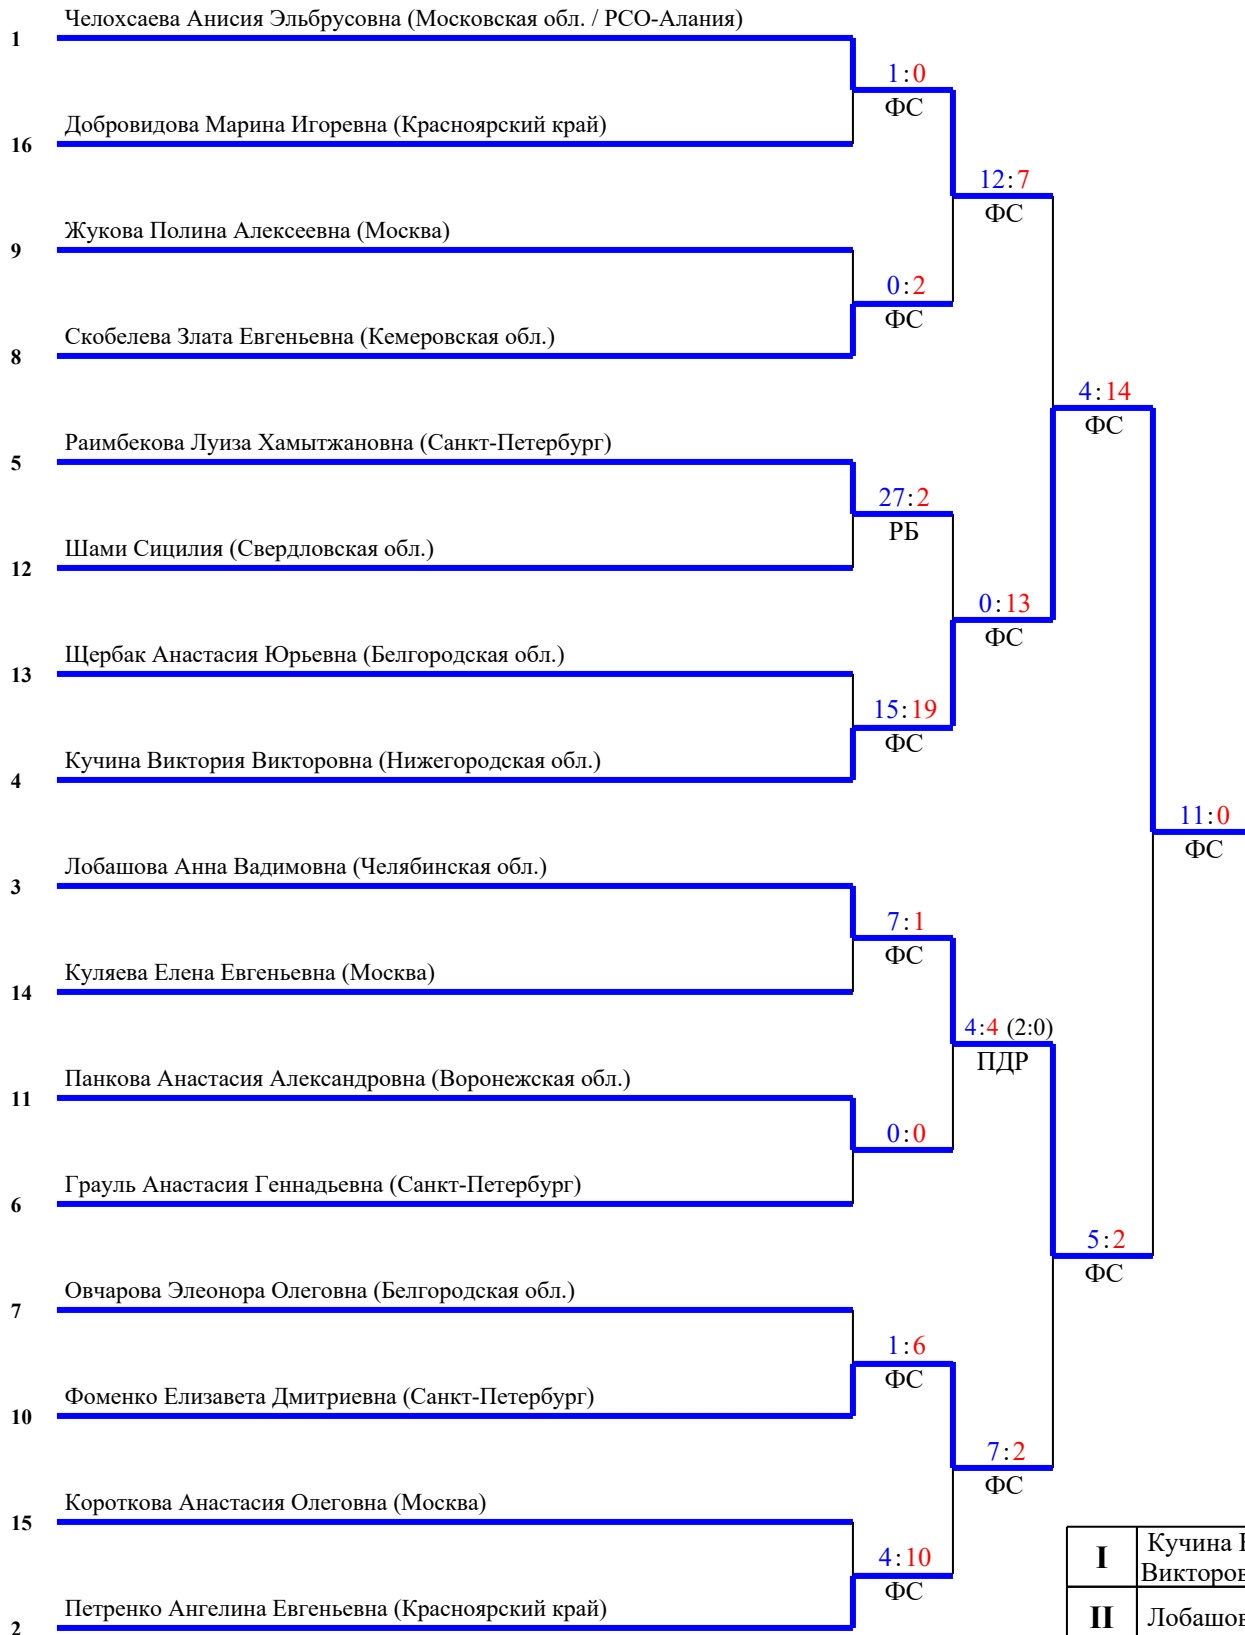 Челохсаева Анисия Эльбрусовна (Московская обл. / РСО-Алания)
1
1:0
ФС
Добровидова Марина Игоревна (Красноярский край)
16
12:7
ФС
Жукова Полина Алексеевна (Москва)
9
0:2
ФС
Скобелева Злата Евгеньевна (Кемеровская обл.)
8
4:14
ФС
Раимбекова Луиза Хамытжановна (Санкт-Петербург)
5
27:2
РБ
Шами Сицилия (Свердловская обл.)
12
0:13
ФС
Щербак Анастасия Юрьевна (Белгородская обл.)
13
15:19
ФС
Кучина Виктория Викторовна (Нижегородская обл.)
4
11:0
ФС
Лобашова Анна Вадимовна (Челябинская обл.)
3
7:1
ФС
Куляева Елена Евгеньевна (Москва)
14
4:4 (2:0)
ПДР
Панкова Анастасия Александровна (Воронежская обл.)
11
0:0
Грауль Анастасия Геннадьевна (Санкт-Петербург)
6
5:2
ФС
Овчарова Элеонора Олеговна (Белгородская обл.)
7
1:6
ФС
Фоменко Елизавета Дмитриевна (Санкт-Петербург)
10
7:2
ФС
Короткова Анастасия Олеговна (Москва)
15
4:10
ФС
Петренко Ангелина Евгеньевна (Красноярский край)
2
I Кучина
Викторов
II Лобашов